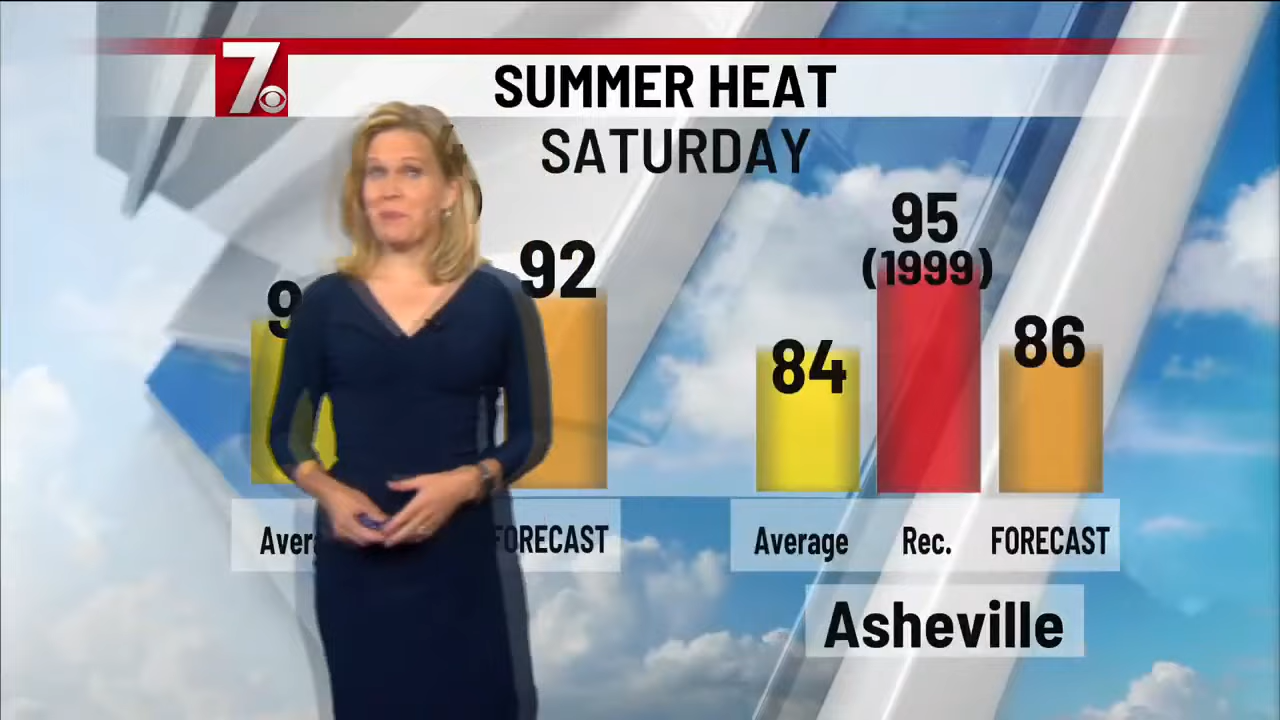 7
SUMMER HEAT
SATURDAY
92
95
(1999)
84
86
FORECAST
Average
Rec.
FORECAST
Asheville